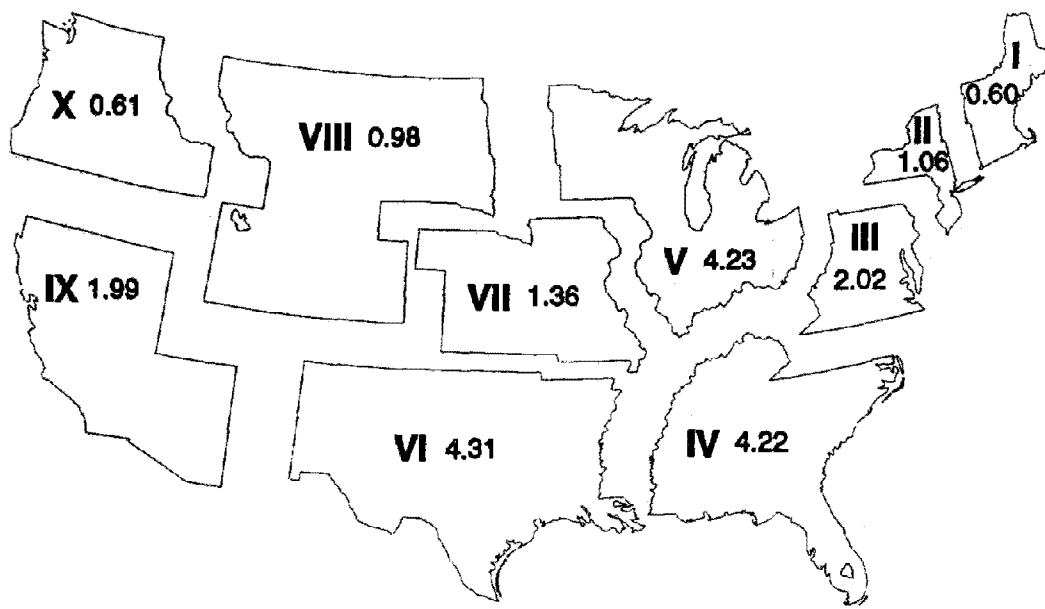 I
0.60
X 0.61
VIII 0.98
II
1.06
III
2.02
V 4.23
IX 1.99
VII 1.36
VI 4.31
IV 4.22